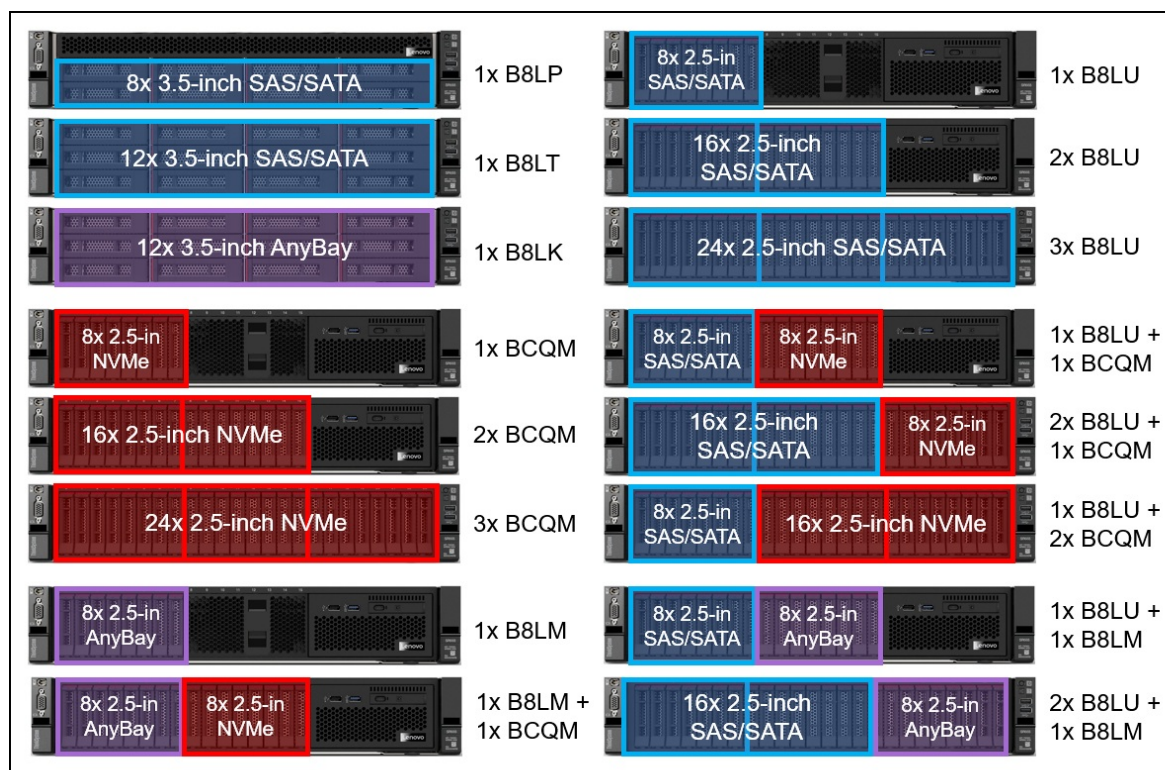 8x 3.5-inch SAS/SATA
1x B8LP
12x 3.5-inch SAS/SATA
1x B8LT
12x 3.5-inch AnyBay
1x B8LK
8x 2.5-in
NVMe
1x BCQM
16x 2.5-inch NVMe
2x BCQM
24x 2.5-inch NVMe
3x BCQM
8x 2.5-in
AnyBay
1x B8LM
8x 2.5-in
AnyBay
8x 2.5-in
NVMe
1x B8LM +
1x BCQM
8x 2.5-in
SAS/SATA
1x B8LU
16x 2.5-inch
SAS/SATA
2x B8LU
24x 2.5-inch SAS/SATA
3x B8LU
8x 2.5-in
SAS/SATA
8x 2.5-in
NVMe
1x B8LU +
1x BCQM
16x 2.5-inch
SAS/SATA
8x 2.5-in
NVMe
2x B8LU +
1x BCQM
8x 2.5-in
SAS/SATA
16x 2.5-inch NVMe
1x B8LU +
2x BCQM
8x 2.5-in
SAS/SATA
8x 2.5-in
AnyBay
1x B8LU +
1x B8LM
16x 2.5-inch
SAS/SATA
8x 2.5-in
AnyBay
2x B8LU +
1x B8LM